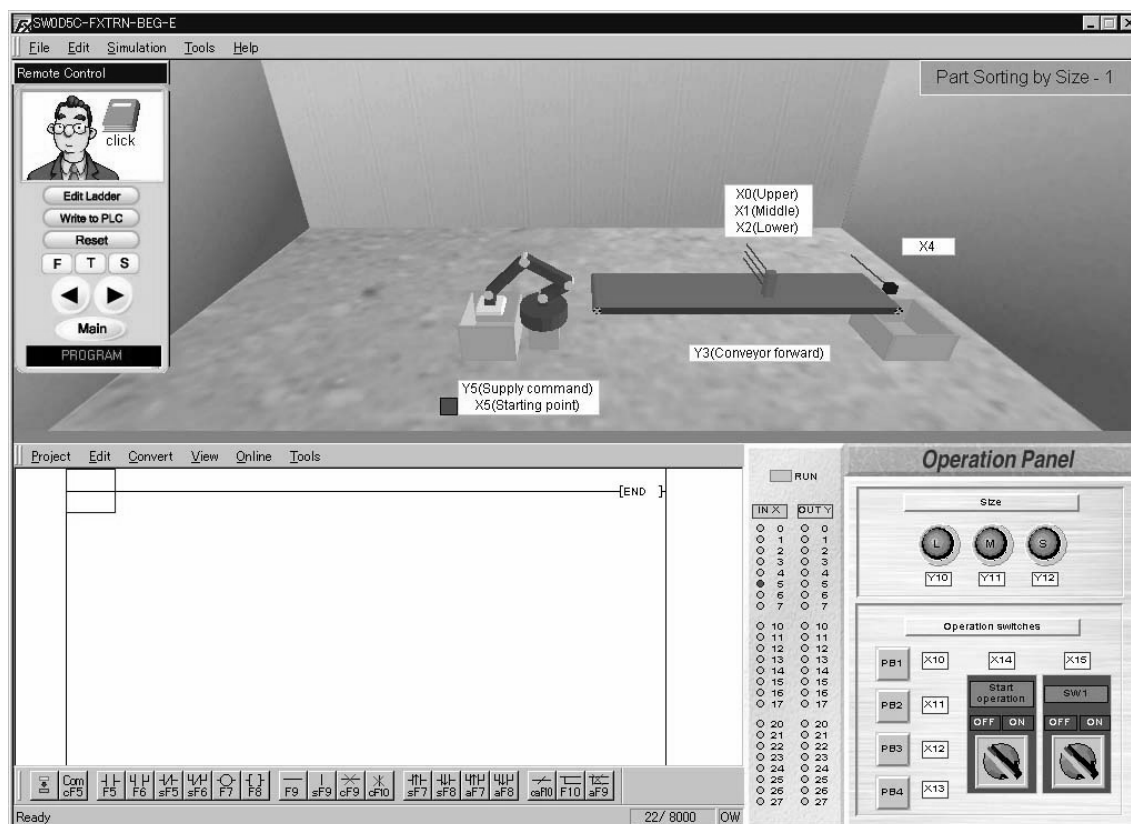 SW0D5C-FXTRN-BEG-E
File Edit Simulation Tools Help
Remote Control
click
Edit Ladder
Write to PLC
Reset
F T S
Main
PROGRAM
Part Sorting by Size - 1
X0(Upper)
X1(Middle)
X2(Lower)
X4
Y3(Conveyor forward)
Y5(Supply command)
X5(Starting point)
Project Edit Convert View Online Tools
[END ]
RUN
IN X OUT Y
0 0
1 1
2 2
3 3
4 4
5 5
6 6
7 7
10 10
11 11
12 12
13 13
14 14
15 15
16 16
17 17
20 20
21 21
22 22
23 23
24 24
25 25
26 26
27 27
Operation Panel
Size
L M S
Y10 Y11 Y12
Operation switches
PB1 X10 X14 X15
Start
operation
SW1
PB2 X11
OFF ON OFF ON
PB3 X12
PB4 X13
Com
cF5 F5 F6 sF5 sF6 F7 F8 F9 sF9 cF9 cF10 sF7 sF8 aF7 aF8 caF10 F10 aF9
Ready 22/ 8000 OW